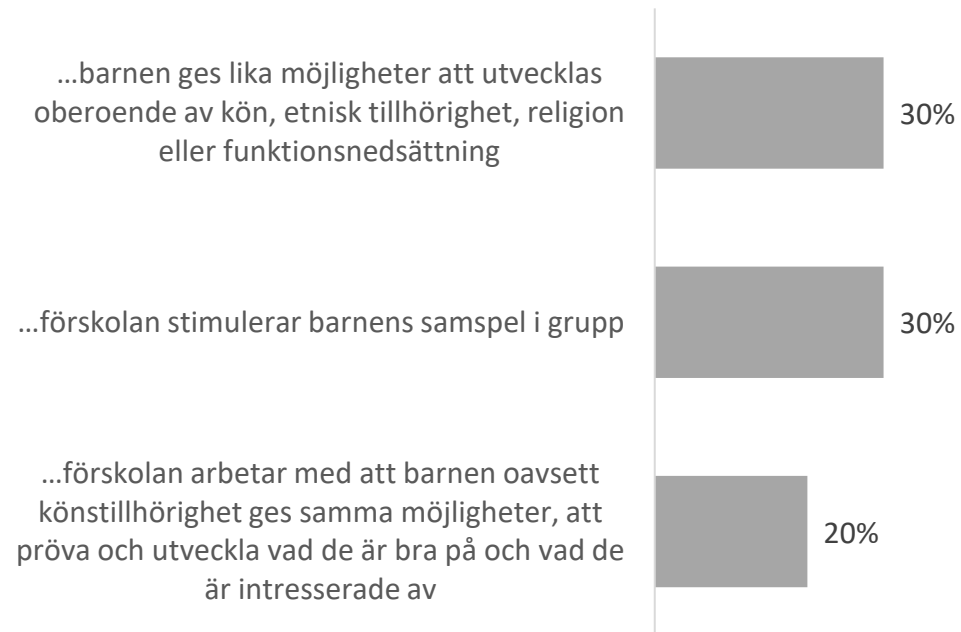 …barnen ges lika möjligheter att utvecklas
oberoende av kön, etnisk tillhörighet, religion
eller funktionsnedsättning
30%
…förskolan stimulerar barnens samspel i grupp
30%
…förskolan arbetar med att barnen oavsett
könstillhörighet ges samma möjligheter, att
pröva och utveckla vad de är bra på och vad de
är intresserade av
20%